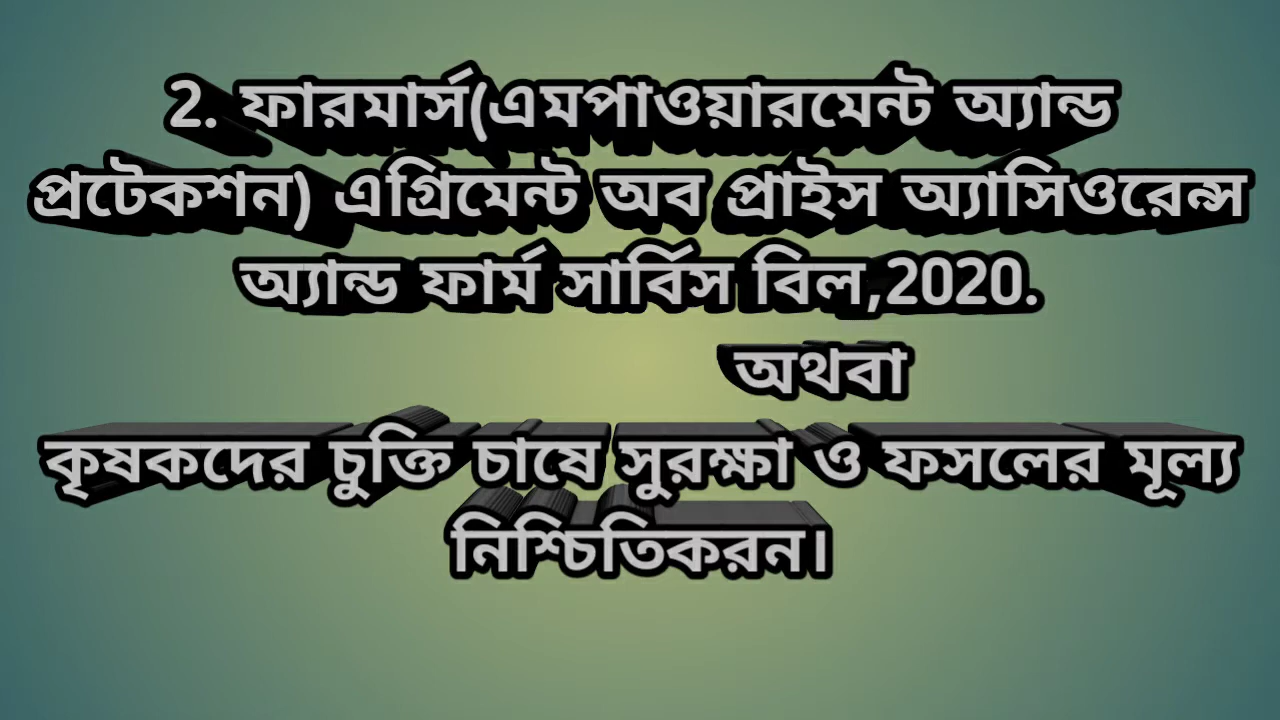 2. ফারমার্স(এমপাওয়ারমেন্ট অ্যান্ড
প্রটেকশন) এগ্রিমেন্ট অব প্রাইস অ্যাসিওরেন্স
অ্যান্ড ফার্ম সার্বিস বিল,2020.
অথবা
কৃষকদের চুক্তি চাষে সুরক্ষা ও ফসলের মূল্য
নিশ্চিতিকরন।